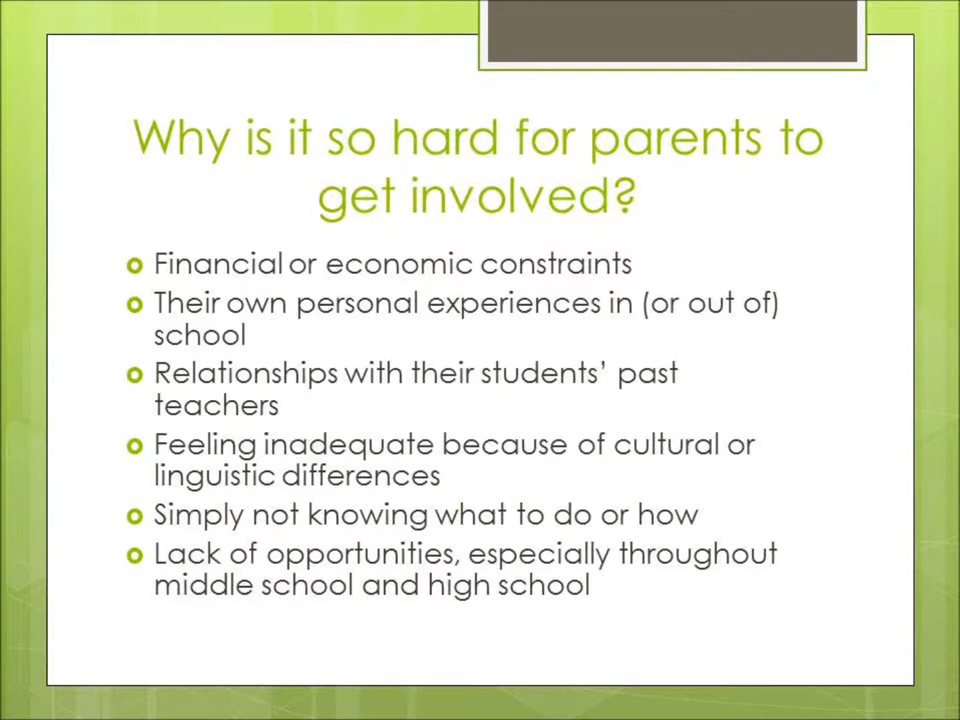 Why is it so hard for parents to
get involved?
Financial or economic constraints
Their own personal experiences in (or out of)
school
Relationships with their students’ past
teachers
Feeling inadequate because of cultural or
linguistic differences
Simply not knowing what to do or how
Lack of opportunities, especially throughout
middle school and high school